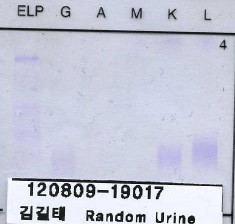 ELP G A M K L
4
120809-19017
김길태 Random Urine